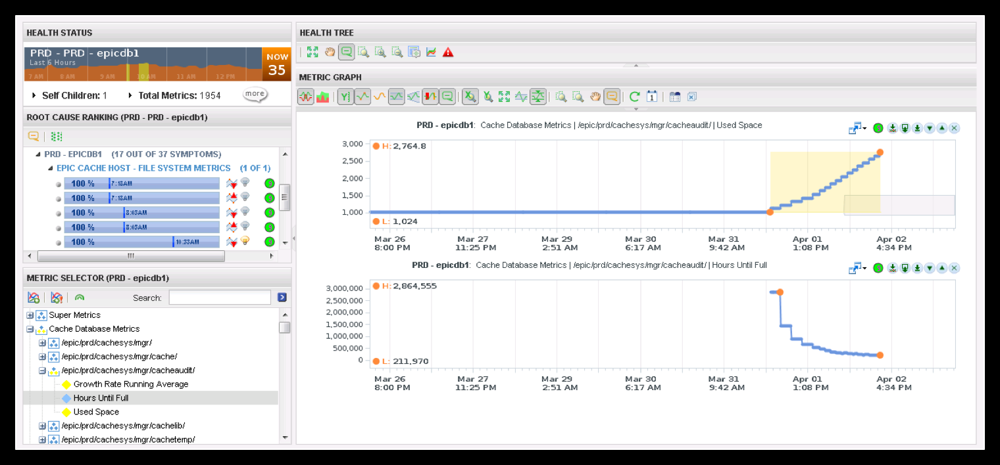 HEALTH STATUS
PRD - PRD - epicdb1
Last 6 Hours
7 AM 8 AM 9 AM 10 AM 11 AM 12 PM
NOW
35
Self Children: 1 Total Metrics: 1954 more
ROOT CAUSE RANKING (PRD - PRD - epicdb1)
PRD - EPICDB1 (17 OUT OF 37 SYMPTOMS)
EPIC CACHE HOST - FILE SYSTEM METRICS (1 OF 1)
100 % 7:18AM
100 % 7:18AM
100 % 8:03AM
100 % 8:03AM
100 % 10:33AM
METRIC SELECTOR (PRD - epicdb1)
Search:
Super Metrics
Cache Database Metrics
/epic/prd/cachesys/mgr/
/epic/prd/cachesys/mgr/cache/
/epic/prd/cachesys/mgr/cacheaudit/
Growth Rate Running Average
Hours Until Full
Used Space
/epic/prd/cachesys/mgr/cachelib/
/epic/prd/cachesys/mgr/cachetemp/
HEALTH TREE
METRIC GRAPH
PRD - epicdb1: Cache Database Metrics | /epic/prd/cachesys/mgr/cacheaudit/ | Used Space
3,000
H: 2,764.8
2,500
2,000
1,500
1,000
L: 1,024
Mar 26 Mar 27 Mar 29 Mar 30 Mar 31 Apr 01 Apr 02
8:00 PM 11:25 PM 2:51 AM 6:17 AM 9:42 AM 1:08 PM 4:34 PM
PRD - epicdb1: Cache Database Metrics | /epic/prd/cachesys/mgr/cacheaudit/ | Hours Until Full
3,000,000
H: 2,864,555
2,500,000
2,000,000
1,500,000
1,000,000
500,000
0
L: 211,970
Mar 26 Mar 27 Mar 29 Mar 30 Mar 31 Apr 01 Apr 02
8:00 PM 11:25 PM 2:51 AM 6:17 AM 9:42 AM 1:08 PM 4:34 PM